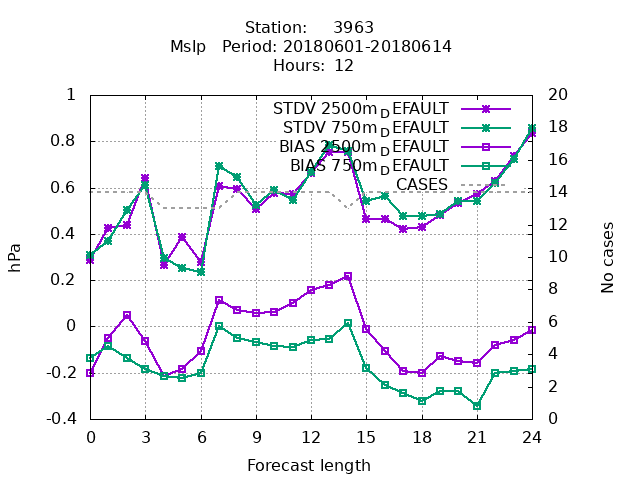 Station: 3963
Mslp Period: 20180601-20180614
Hours: 12
STDV 2500m_DEFAULT
STDV 750m_DEFAULT
BIAS 2500m_DEFAULT
BIAS 750m_DEFAULT
CASES
1
0.8
0.6
0.4
0.2
0
-0.2
-0.4
hPa
20
18
16
14
12
10
8
6
4
2
0
No cases
0 3 6 9 12 15 18 21 24
Forecast length